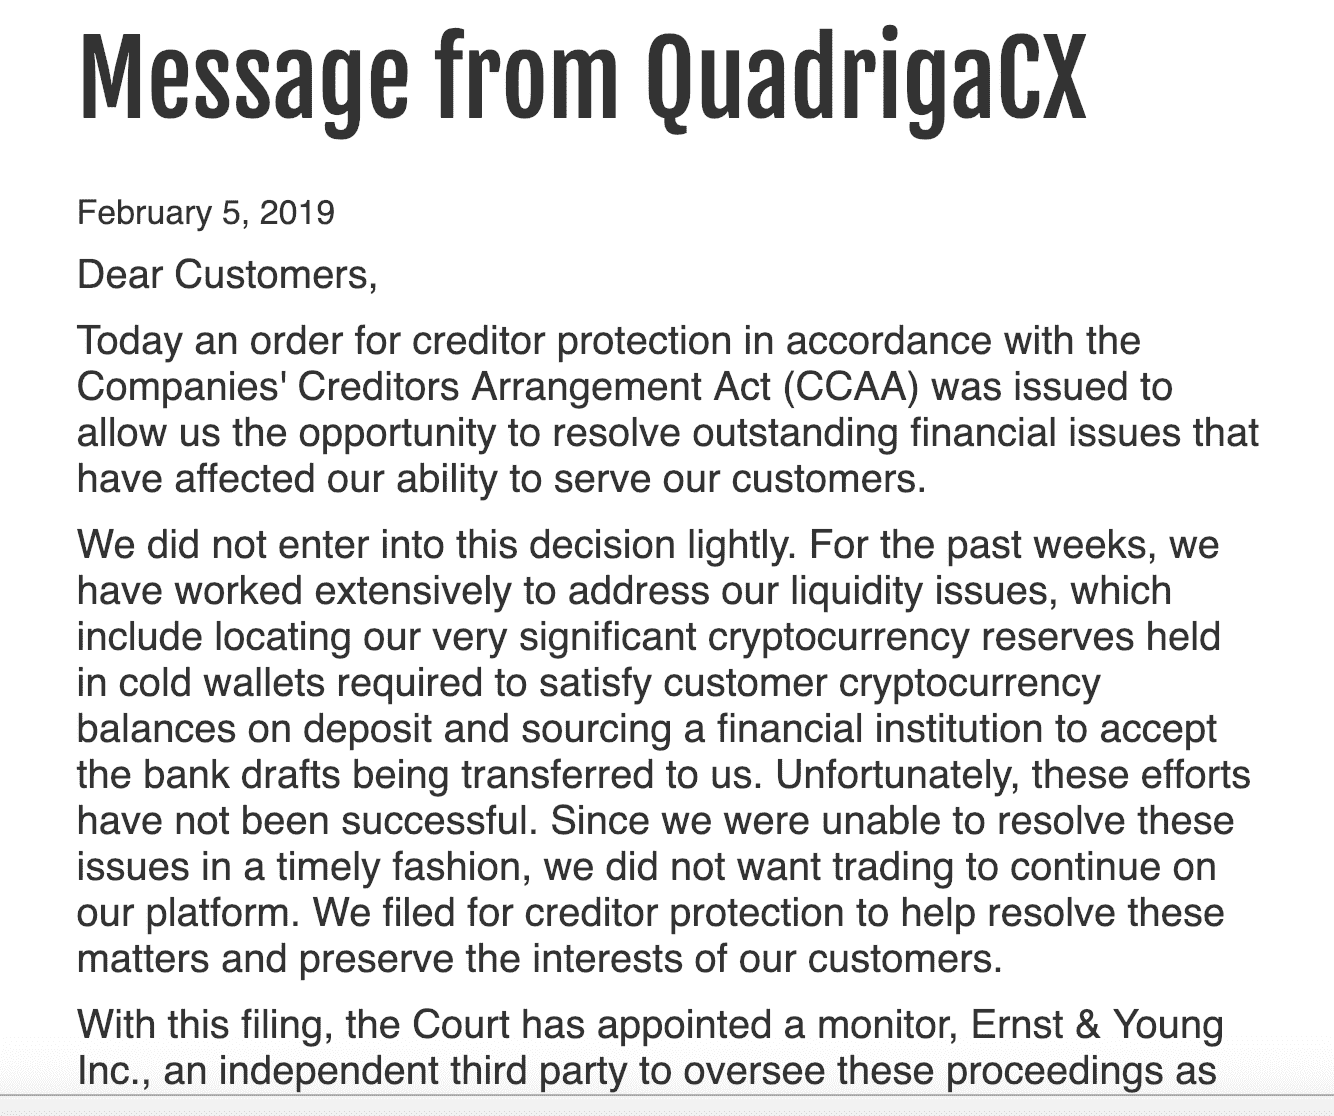 Message from QuadrigaCX
February 5, 2019
Dear Customers,
Today an order for creditor protection in accordance with the
Companies' Creditors Arrangement Act (CCAA) was issued to
allow us the opportunity to resolve outstanding financial issues that
have affected our ability to serve our customers.
We did not enter into this decision lightly. For the past weeks, we
have worked extensively to address our liquidity issues, which
include locating our very significant cryptocurrency reserves held
in cold wallets required to satisfy customer cryptocurrency
balances on deposit and sourcing a financial institution to accept
the bank drafts being transferred to us. Unfortunately, these efforts
have not been successful. Since we were unable to resolve these
issues in a timely fashion, we did not want trading to continue on
our platform. We filed for creditor protection to help resolve these
matters and preserve the interests of our customers.
With this filing, the Court has appointed a monitor, Ernst & Young
Inc., an independent third party to oversee these proceedings as